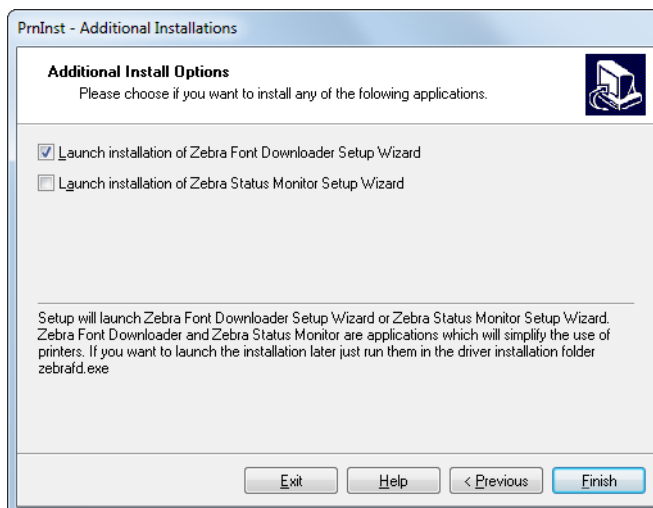 PrnInst - Additional Installations
Additional Install Options
Please choose if you want to install any of the folowing applications.
Launch installation of Zebra Font Downloader Setup Wizard
Launch installation of Zebra Status Monitor Setup Wizard
Setup will launch Zebra Font Downloader Setup Wizard or Zebra Status Monitor Setup Wizard.
Zebra Font Downloader and Zebra Status Monitor are applications which will simplify the use of
printers. If you want to launch the installation later just run them in the driver installation folder
zebrafd.exe
Exit Help < Previous Finish